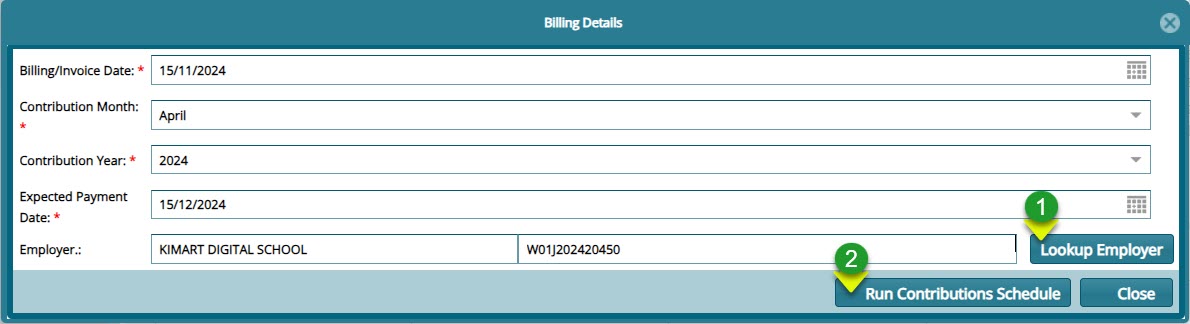 Billing Details
Billing/Invoice Date: * 15/11/2024
Contribution Month: * April
Contribution Year: * 2024
Expected Payment Date: * 15/12/2024
1
Employer.: KIMART DIGITAL SCHOOL W01J202420450 Lookup Employer
2
Run Contributions Schedule Close